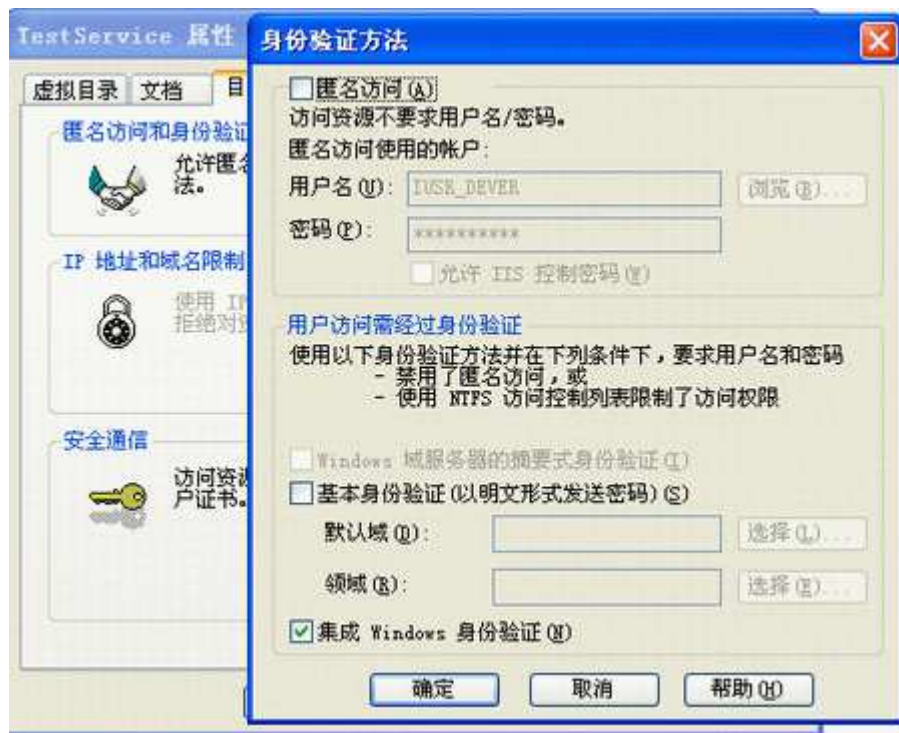 TestService 属性
虚拟目录
文档
目
匿名访问和身份验证
允许匿名
法。
IP 地址和域名限制
使用 IP
拒绝对
安全通信
访问资源
户证书。
身份验证方法
匿名访问(A)
访问资源不要求用户名/密码。
匿名访问使用的帐户:
用户名(U):
IUSR_DEVER
浏览(B)...
密码(P):
**********
允许 IIS 控制密码(W)
用户访问需经过身份验证
使用以下身份验证方法并在下列条件下，要求用户名和密码
- 禁用了匿名访问，或
- 使用 NTFS 访问控制列表限制了访问权限
Windows 域服务器的摘要式身份验证(I)
基本身份验证(以明文形式发送密码)(S)
默认域(D):
选择(L)...
领域(R):
选择(E)...
集成 Windows 身份验证(N)
确定
取消
帮助(H)